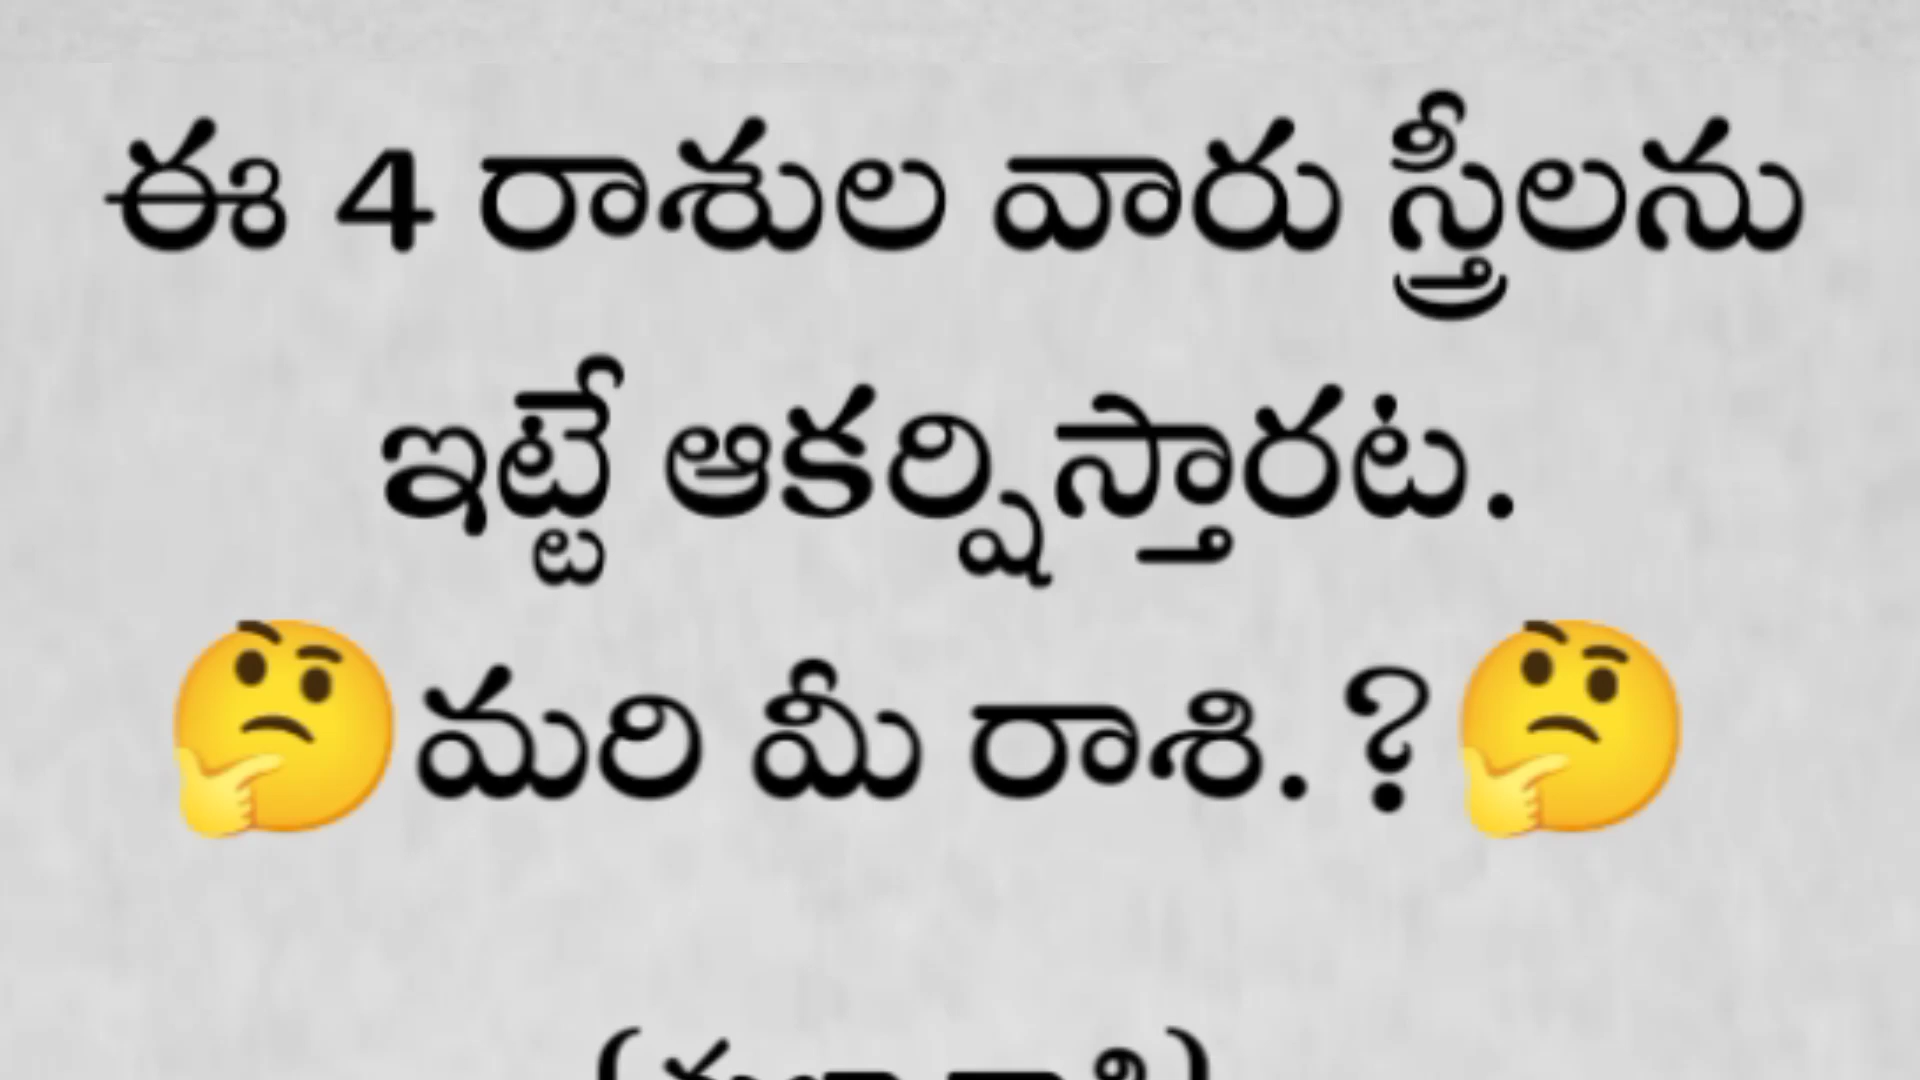 ఈ 4 రాశుల వారు స్త్రీలను
ఇట్టే ఆకర్షిస్తారట.
🤔మరి మీ రాశి.?🤔